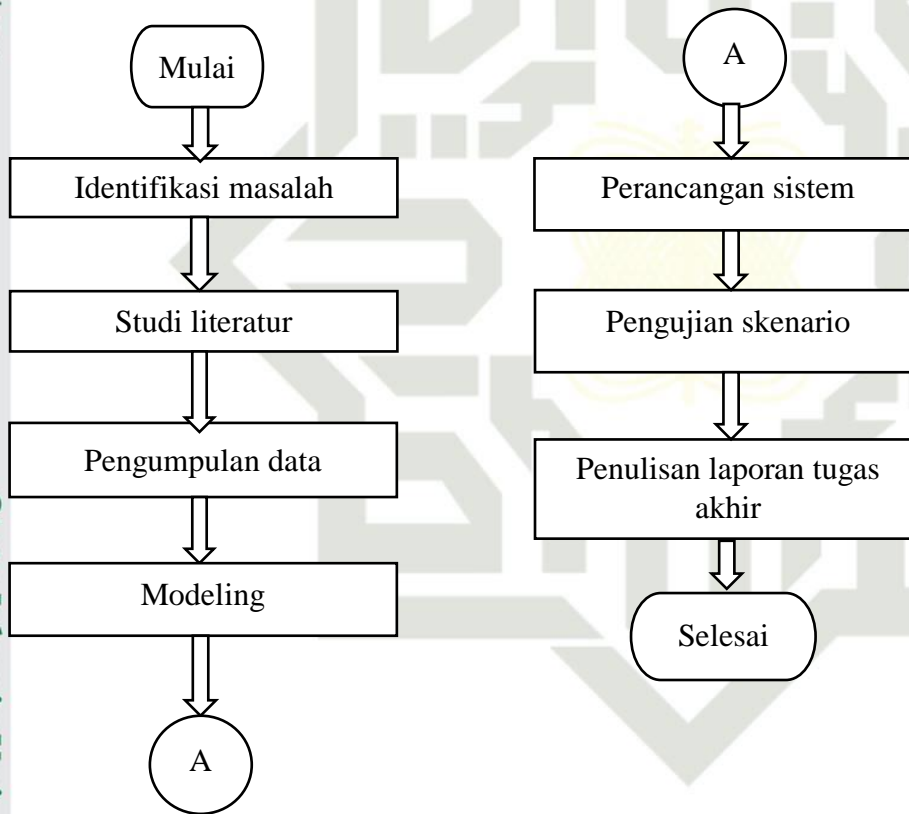 Mulai
Identifikasi masalah
Studi literatur
Pengumpulan data
Modeling
A
A
Perancangan sistem
Pengujian skenario
Penulisan laporan tugas
akhir
Selesai